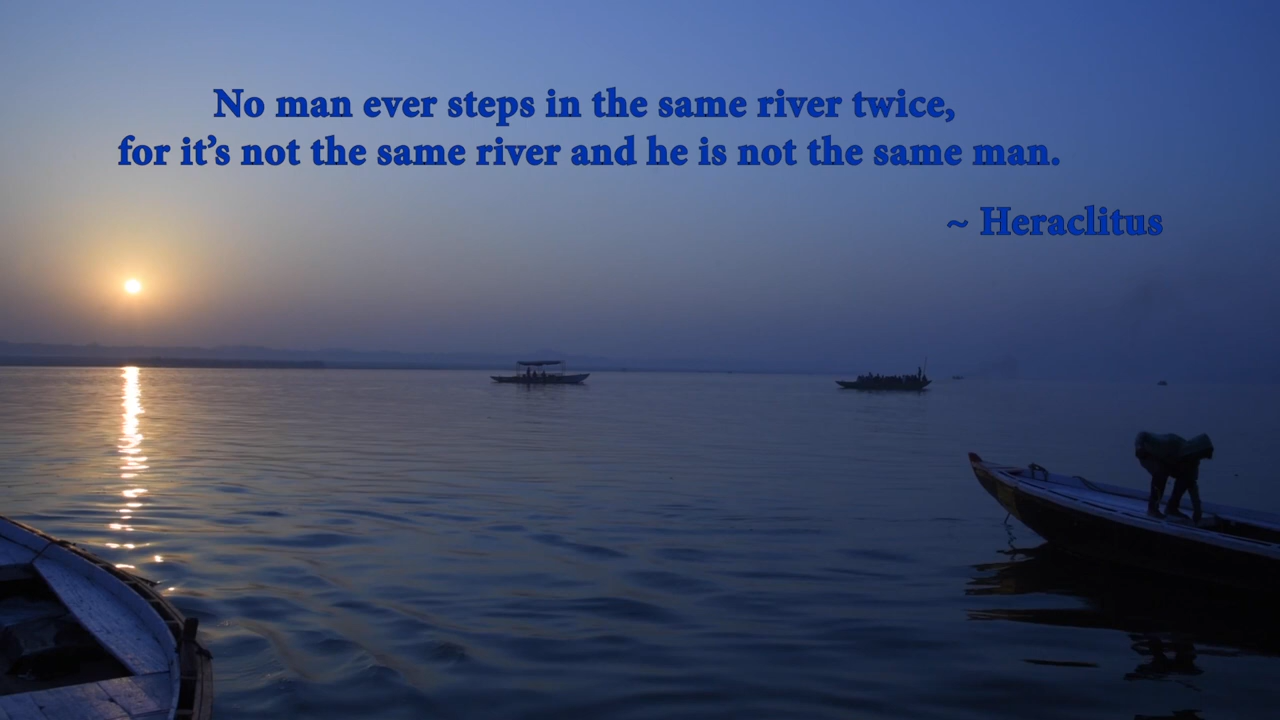 No man ever steps in the same river twice,
for it’s not the same river and he is not the same man.
~ Heraclitus